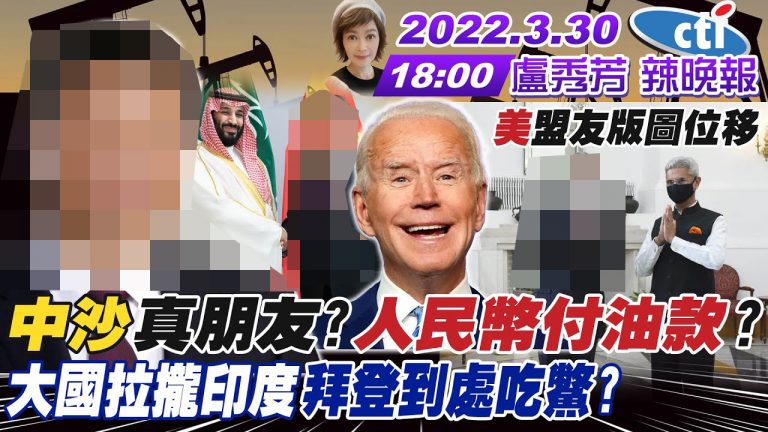 2022.3.30
cti
18:00 盧秀芳 辣晚報
美盟友版圖位移
中沙真朋友?人民幣付油款?
大國拉攏印度拜登到處吃鱉?